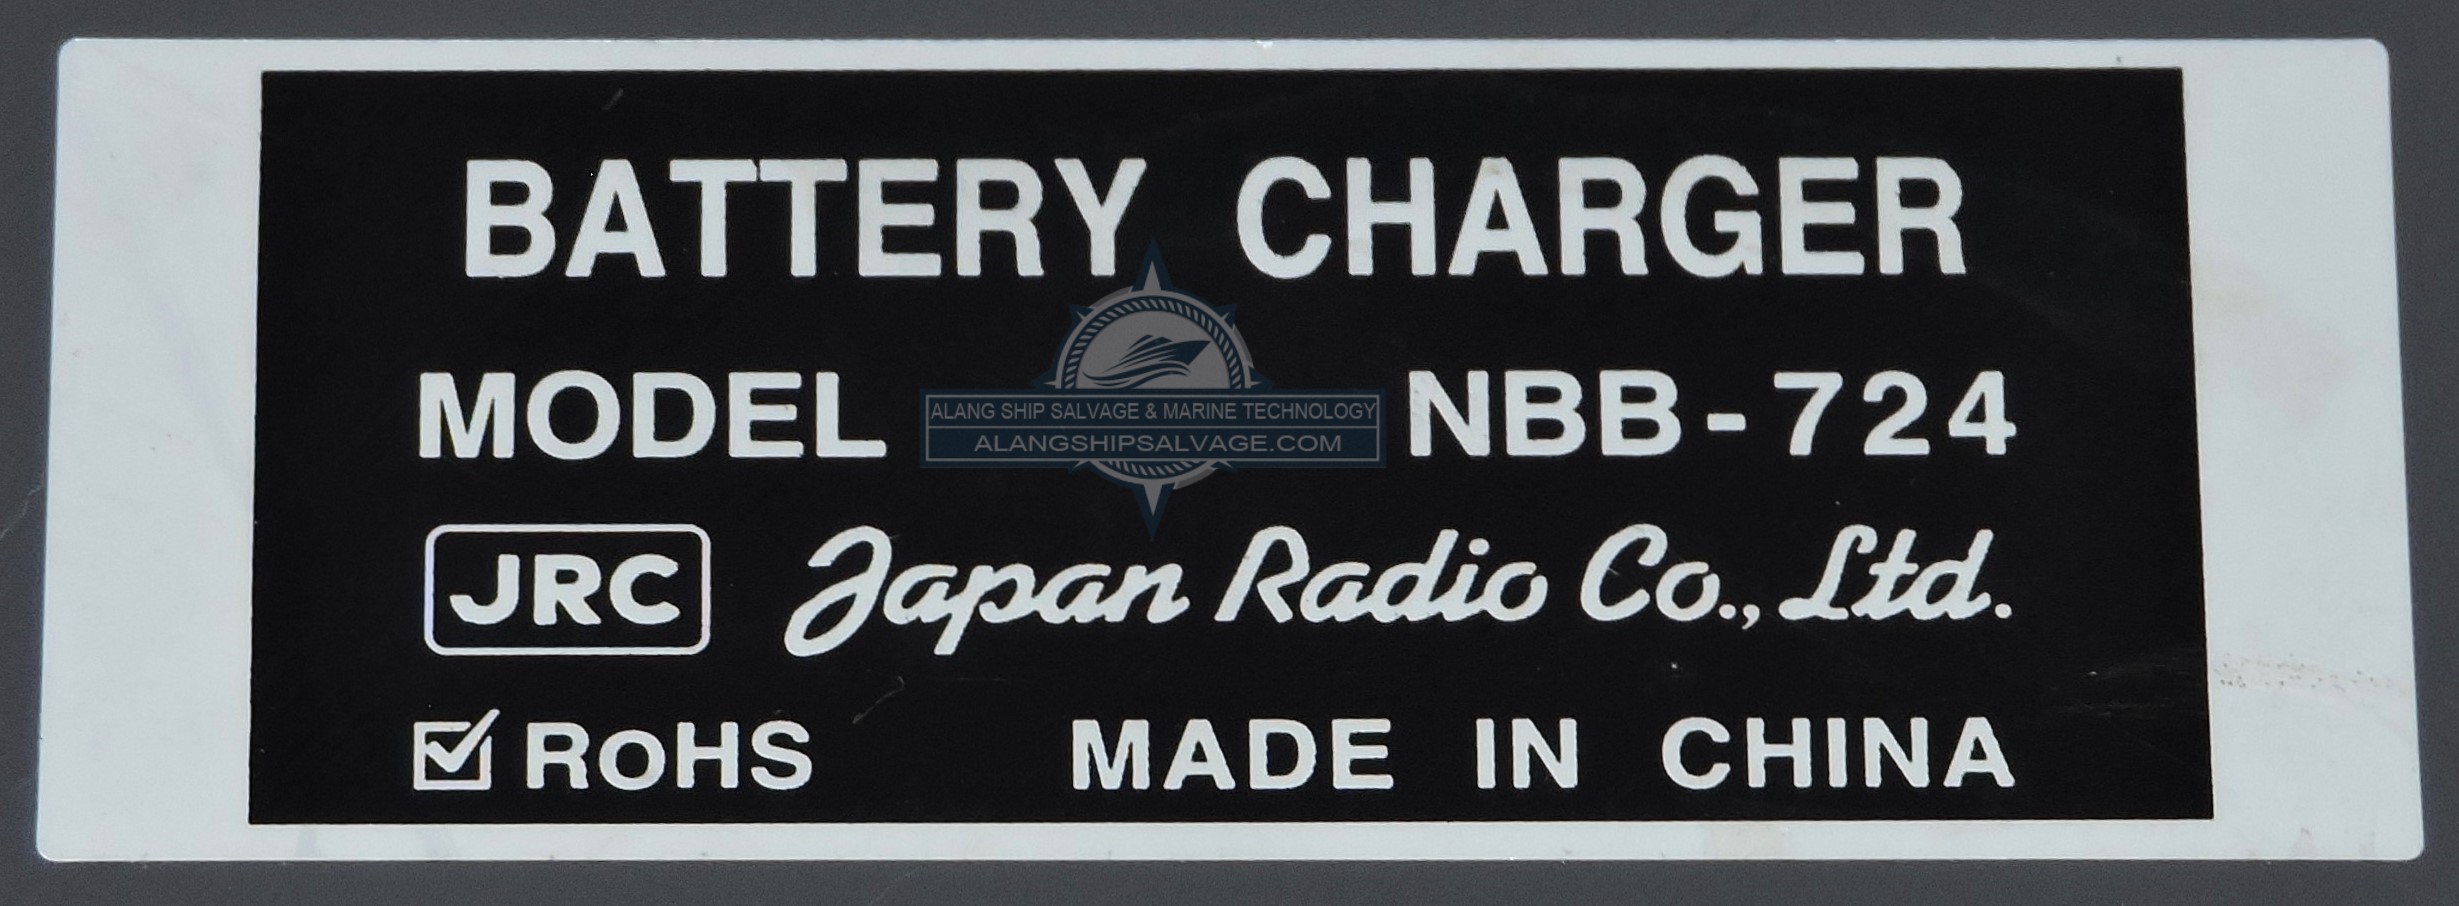 BATTERY CHARGER
MODEL NBB-724
JRC Japan Radio Co., Ltd.
☑ RoHS MADE IN CHINA
ALANG SHIP SALVAGE & MARINE TECHNOLOGY
ALANGSHIPSALVAGE.COM